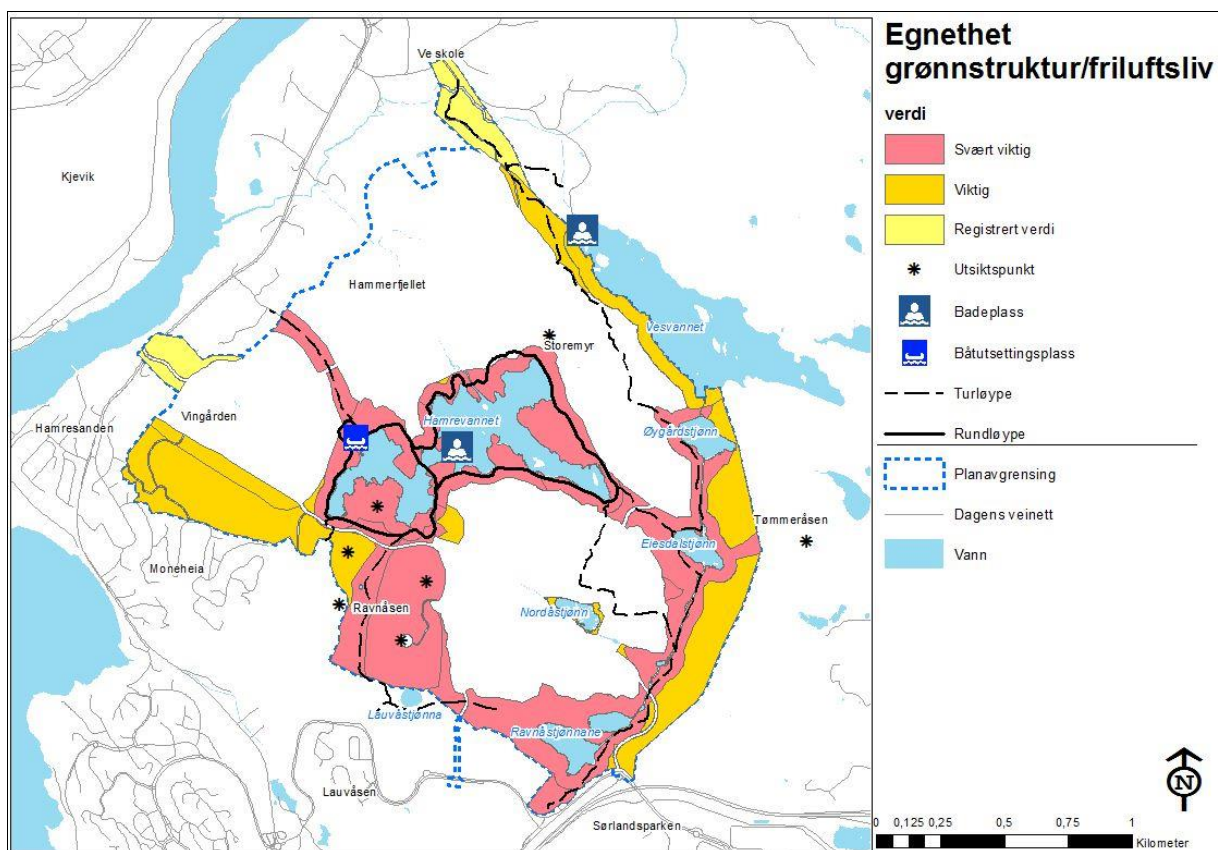 Egnethet
grønnstruktur/friluftsliv
verdi
Svært viktig
Viktig
Registrert verdi
Utsiktspunkt
Badeplass
Båtutsettingsplass
Turløype
Rundløype
Planavgrensing
Dagens veinett
Vann
Ve skole
Kjevik
Hammerfjellet
Vesvannet
Storemyr
Vingården
Hamresanden
Hamrevannet
Øygårdstjønn
Tømmeråsen
Eiesdalstjønn
Moneheia
Ravnåsen
Nordåstjønn
Lauvåstjønna
Ravnåstjønnane
Lauvåsen
Sørlandsparken
N
0 0,125 0,25 0,5 0,75 1
Kilometer